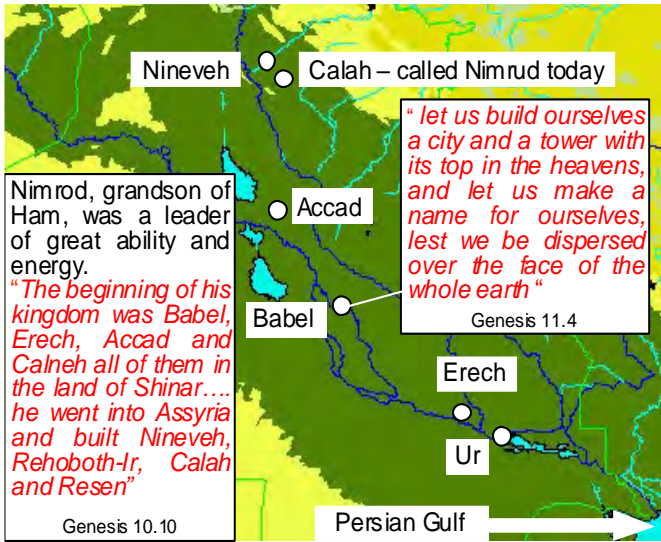 Nineveh
Calah – called Nimrud today
“ let us build ourselves
a city and a tower with
its top in the heavens,
and let us make a
name for ourselves,
lest we be dispersed
over the face of the
whole earth “
Genesis 11.4
Nimrod, grandson of
Ham, was a leader
of great ability and
energy.
“The beginning of his
kingdom was Babel,
Erech, Accad and
Calneh all of them in
the land of Shinar….
he went into Assyria
and built Nineveh,
Rehoboth-Ir, Calah
and Resen”
Genesis 10.10
Accad
Babel
Erech
Ur
Persian Gulf